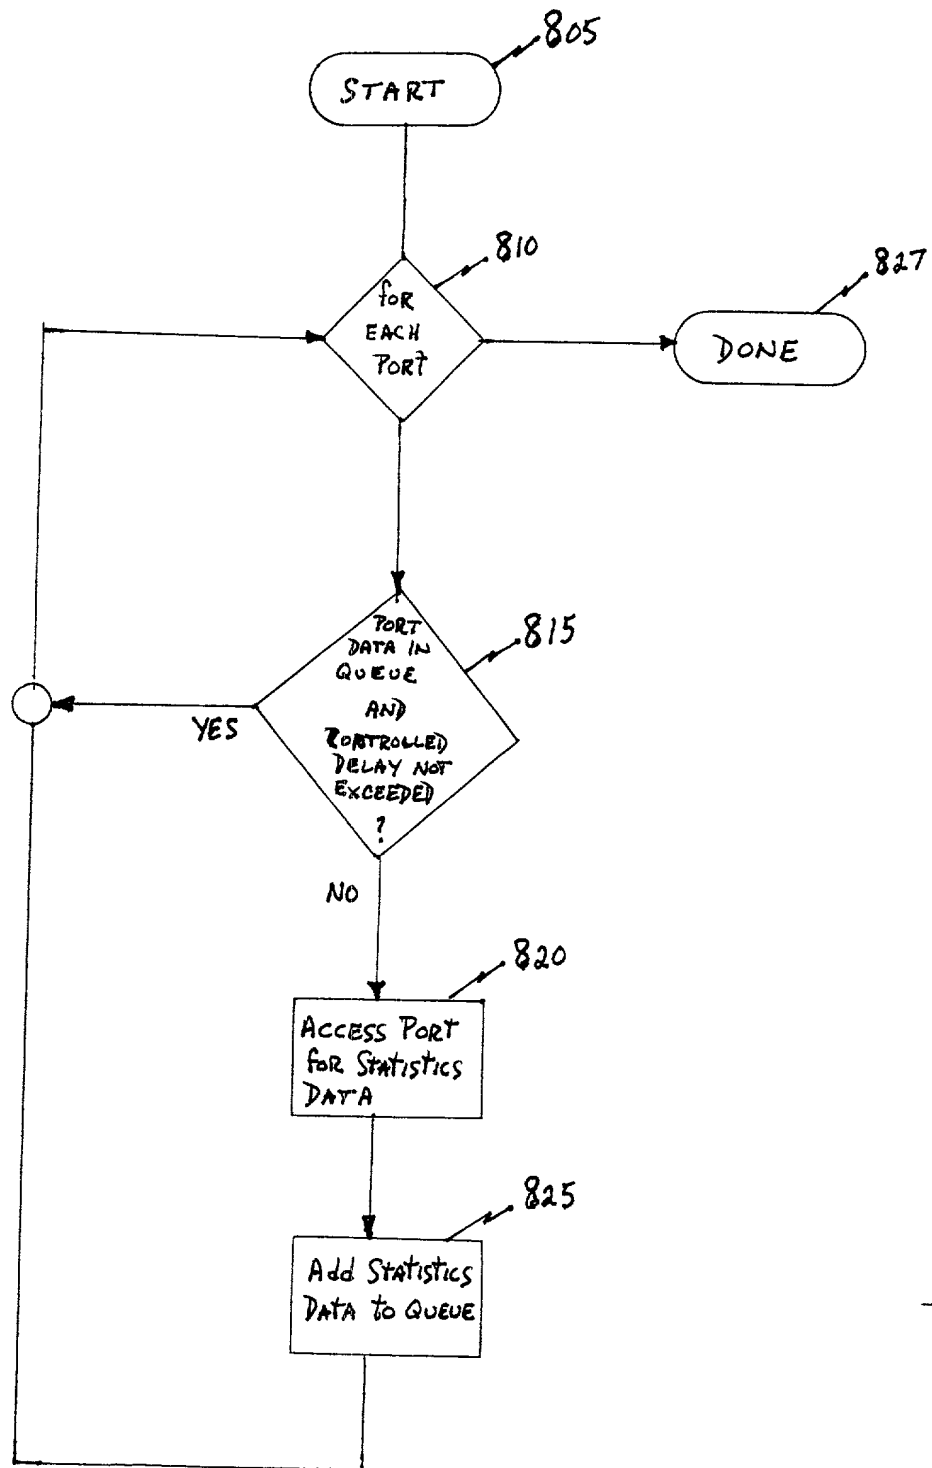 805
START
810
for
EACH
PORT
827
DONE
815
PORT
DATA IN
QUEUE
AND
CONTROLLED
DELAY NOT
EXCEEDED
?
YES
NO
820
ACCESS PORT
for STATISTICS
DATA
825
Add STATISTICS
DATA to QUEUE